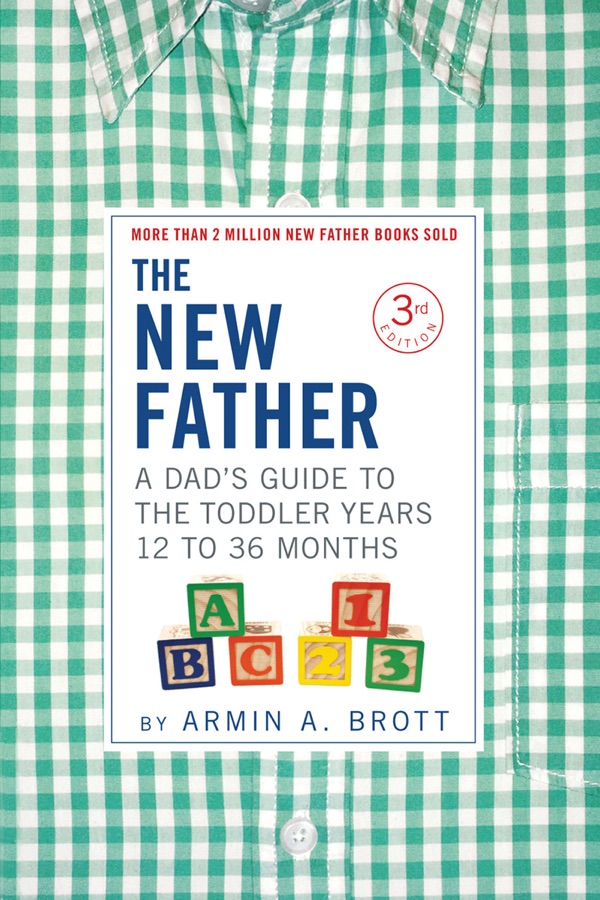 MORE THAN 2 MILLION NEW FATHER BOOKS SOLD
THE
NEW
FATHER
3rd
EDITION
A DAD'S GUIDE TO
THE TODDLER YEARS
12 TO 36 MONTHS
A
1
B C 2 3
BY ARMIN A. BROTT